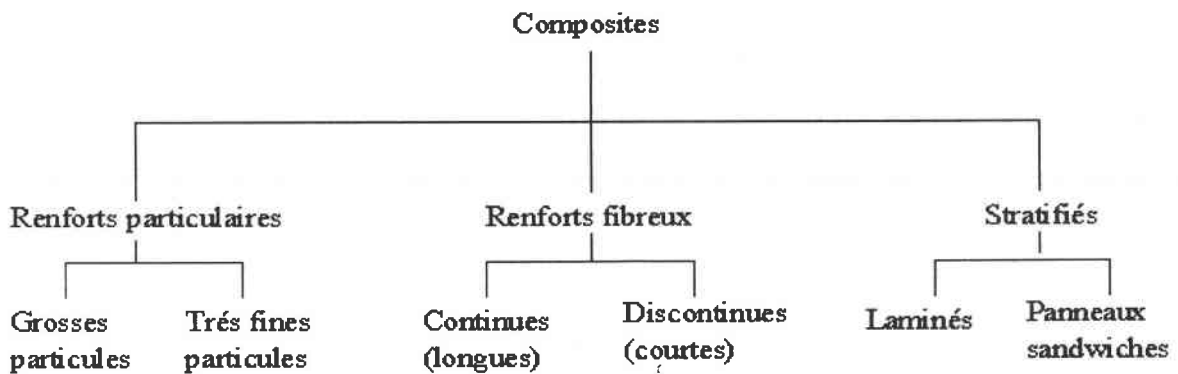 Composites
Renforts particulaires
Renforts fibreux
Stratifiés
Grosses
particules
Trés fines
particules
Continues
(longues)
Discontinues
(courtes)
Laminés
Panneaux
sandwiches